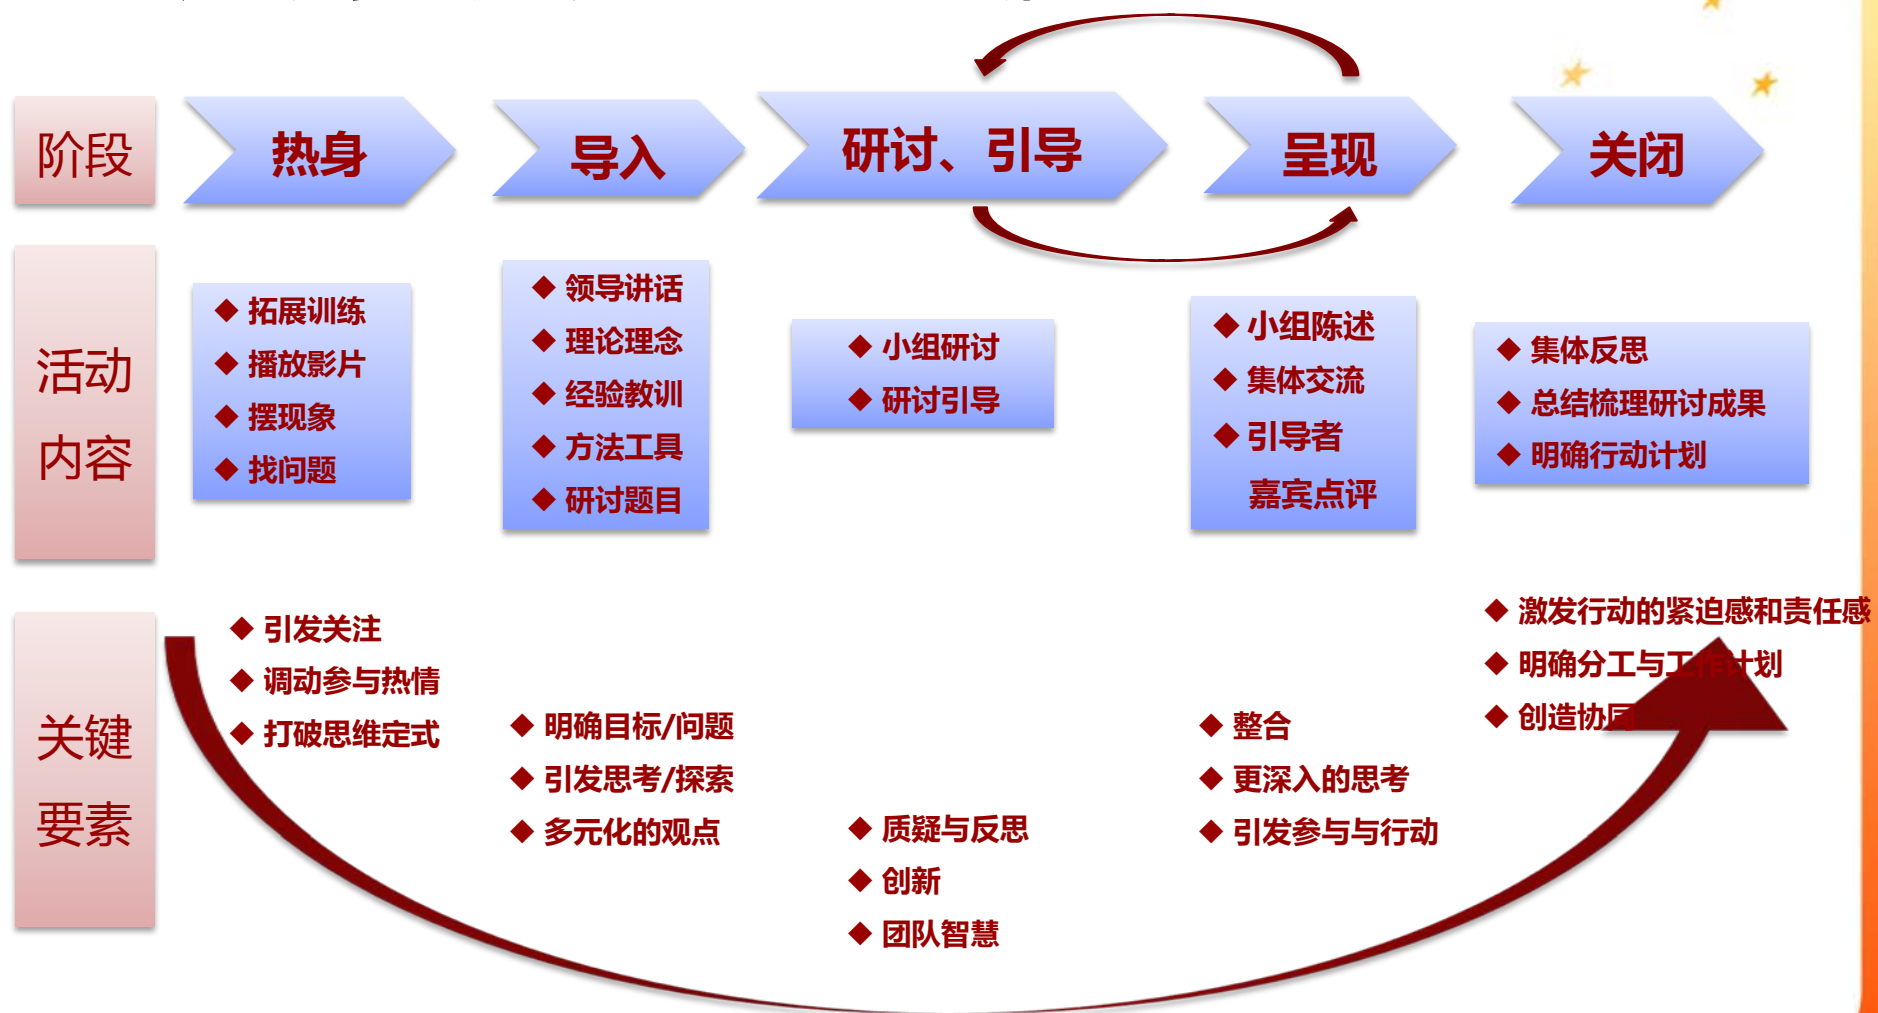 阶段
热身
导入
研讨、引导
呈现
关闭
活动
内容
拓展训练
播放影片
摆现象
找问题
领导讲话
理论理念
经验教训
方法工具
研讨题目
小组研讨
研讨引导
小组陈述
集体交流
引导者
嘉宾点评
集体反思
总结梳理研讨成果
明确行动计划
关键
要素
引发关注
调动参与热情
打破思维定式
明确目标/问题
引发思考/探索
多元化的观点
质疑与反思
创新
团队智慧
整合
更深入的思考
引发参与与行动
激发行动的紧迫感和责任感
明确分工与工作计划
创造协同